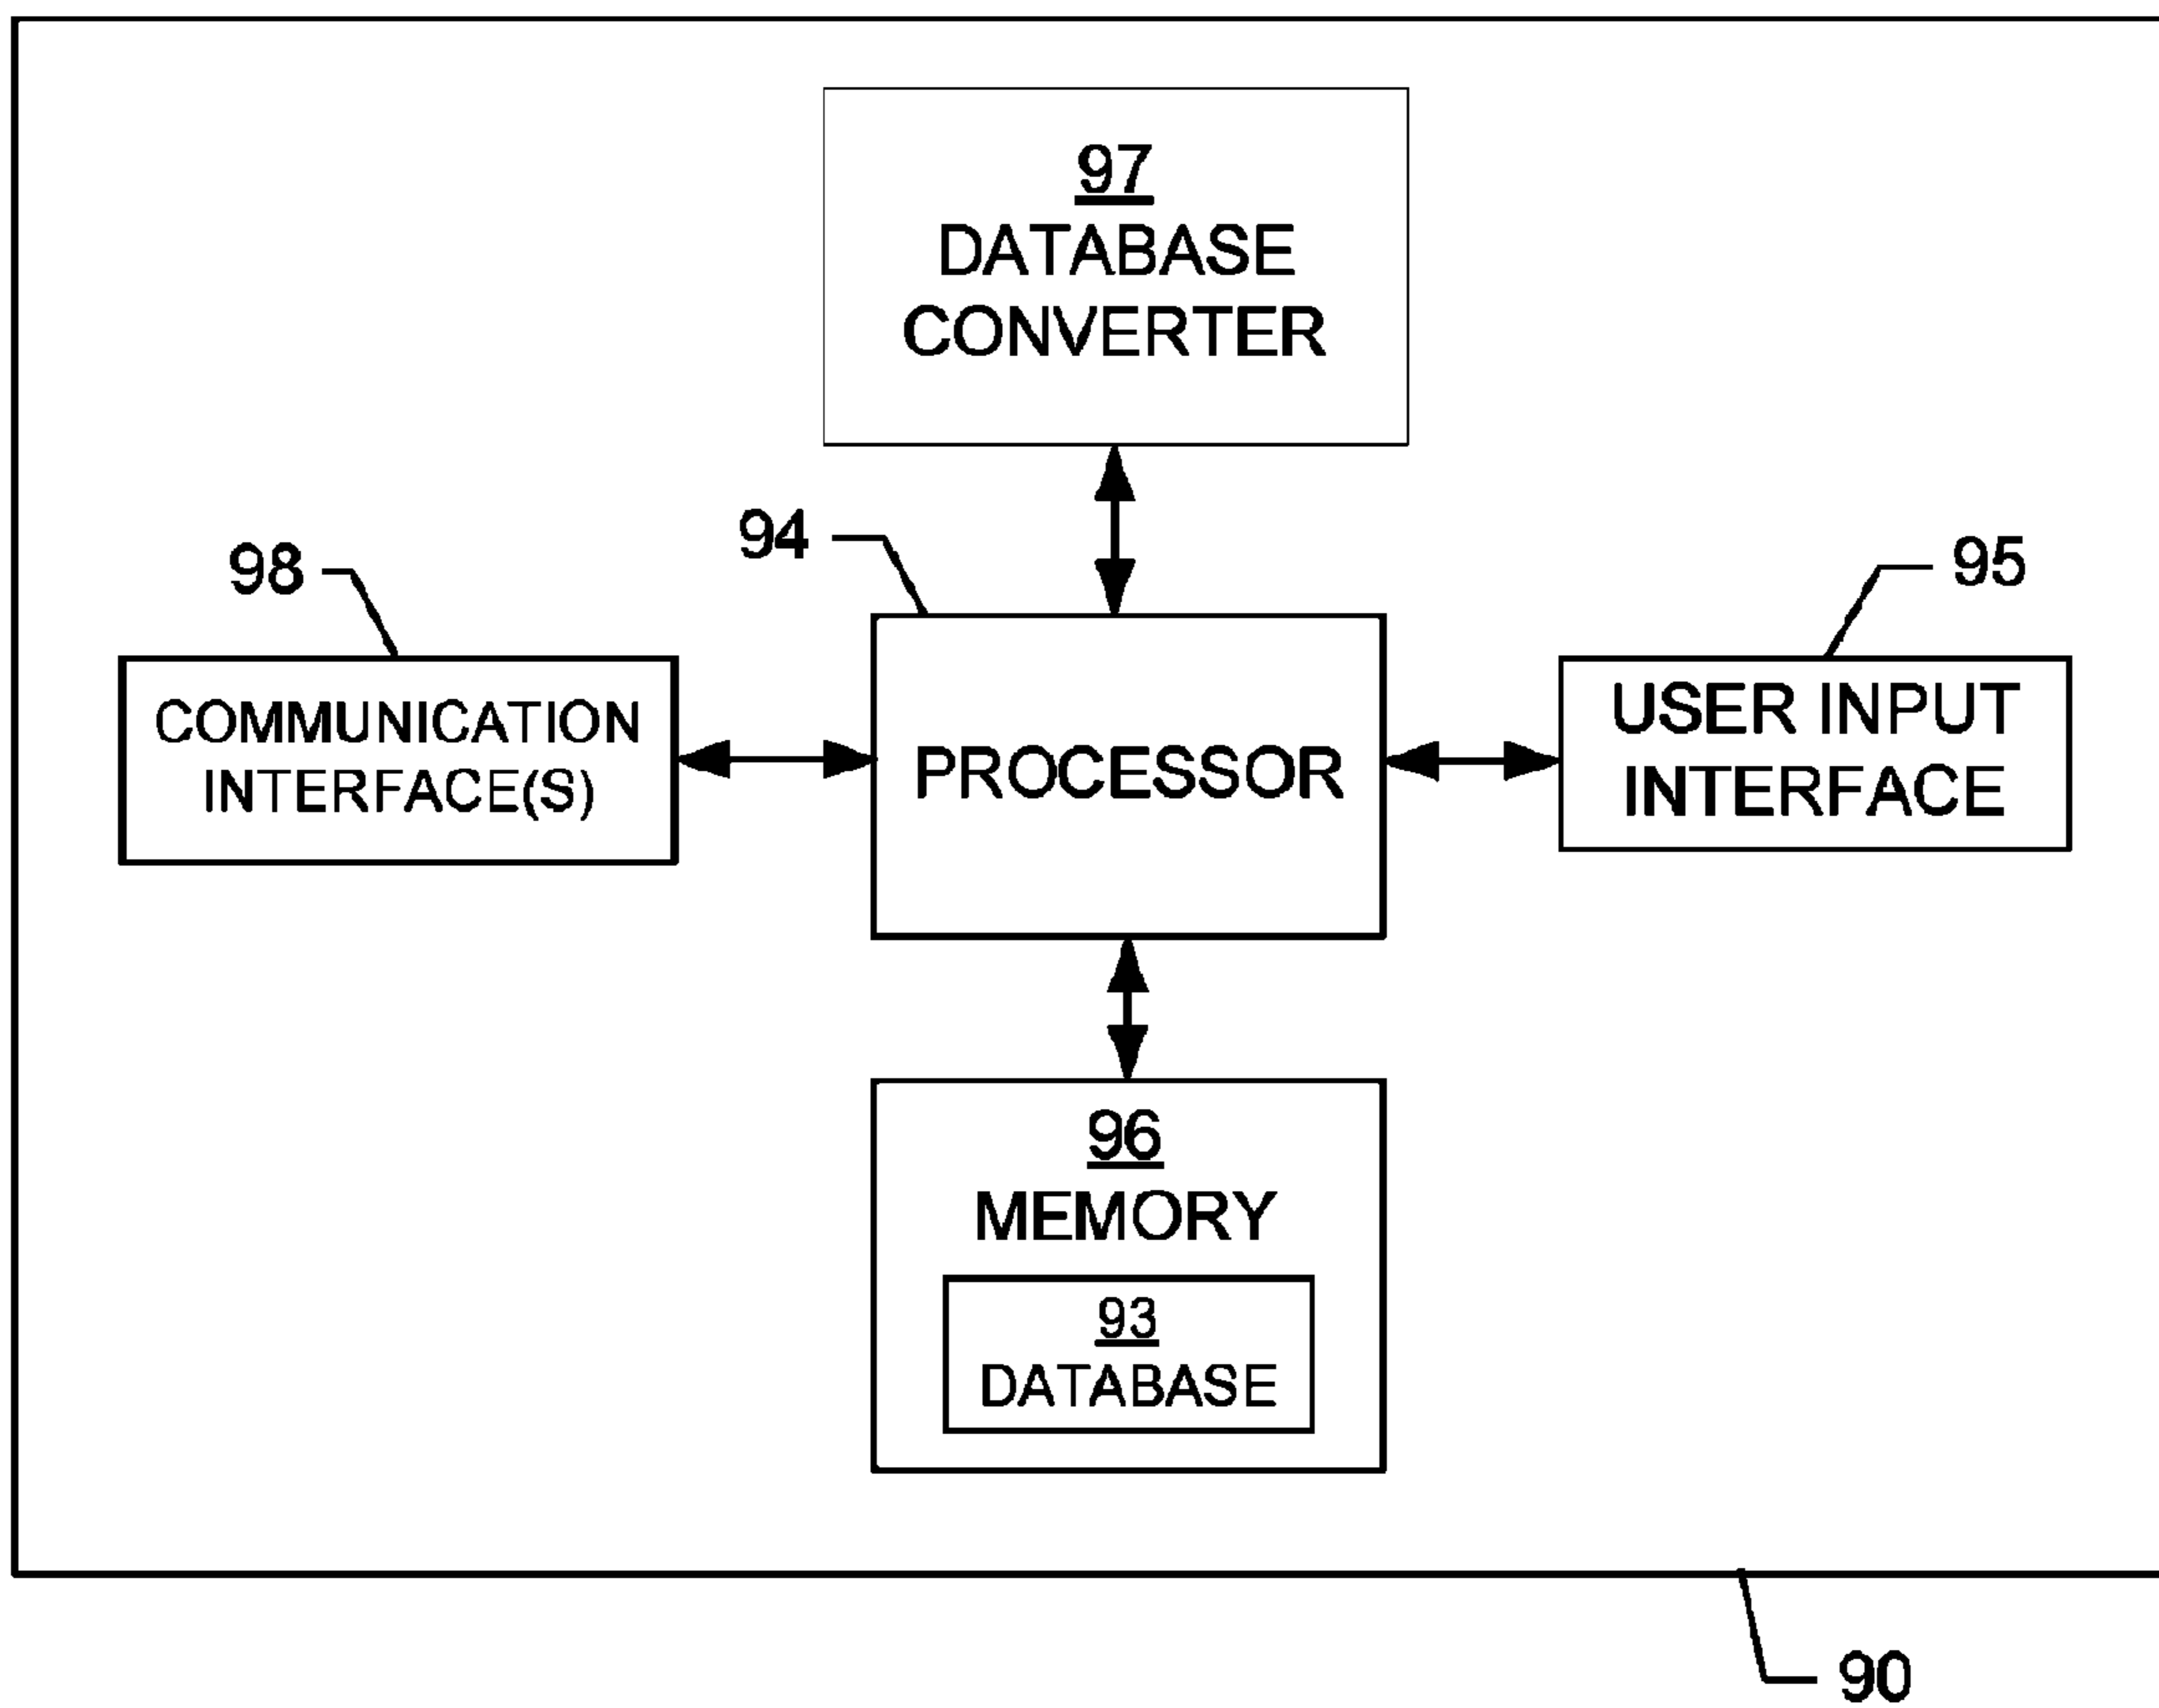 97
DATABASE
CONVERTER
94
98
95
COMMUNICATION
INTERFACE(S)
PROCESSOR
USER INPUT
INTERFACE
96
MEMORY
93
DATABASE
90